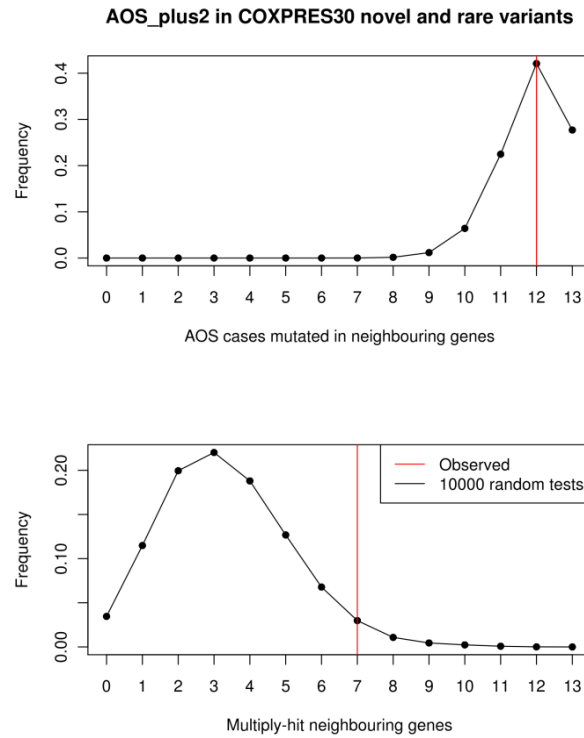 AOS_plus2 in COXPRES30 novel and rare variants
Frequency
0.4
0.3
0.1
0.0
0 1 2 3 4 5 6 7 8 9 10 11 12 13
AOS cases mutated in neighbouring genes
Frequency
0.20
0.10
0.00
Observed
10000 random tests
0 1 2 3 4 5 6 7 8 9 10 11 12 13
Multiply-hit neighbouring genes